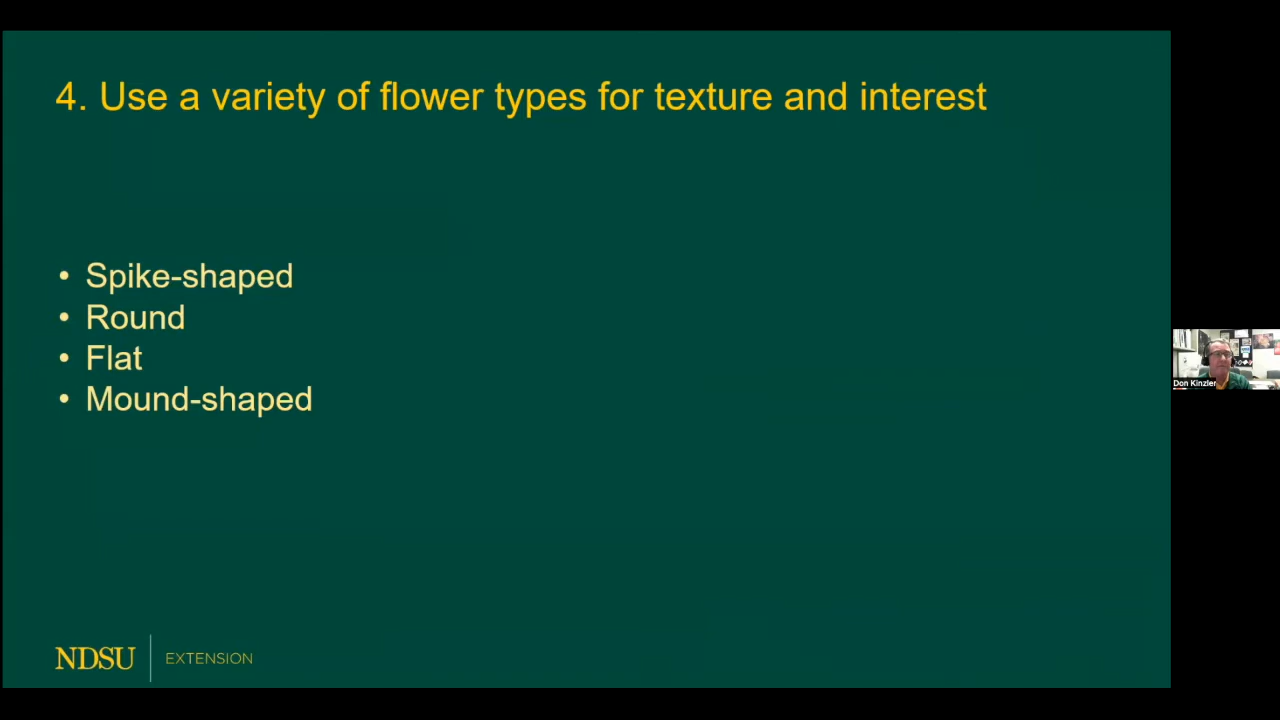 4. Use a variety of flower types for texture and interest
• Spike-shaped
• Round
• Flat
• Mound-shaped
Don Kinzler
NDSU EXTENSION